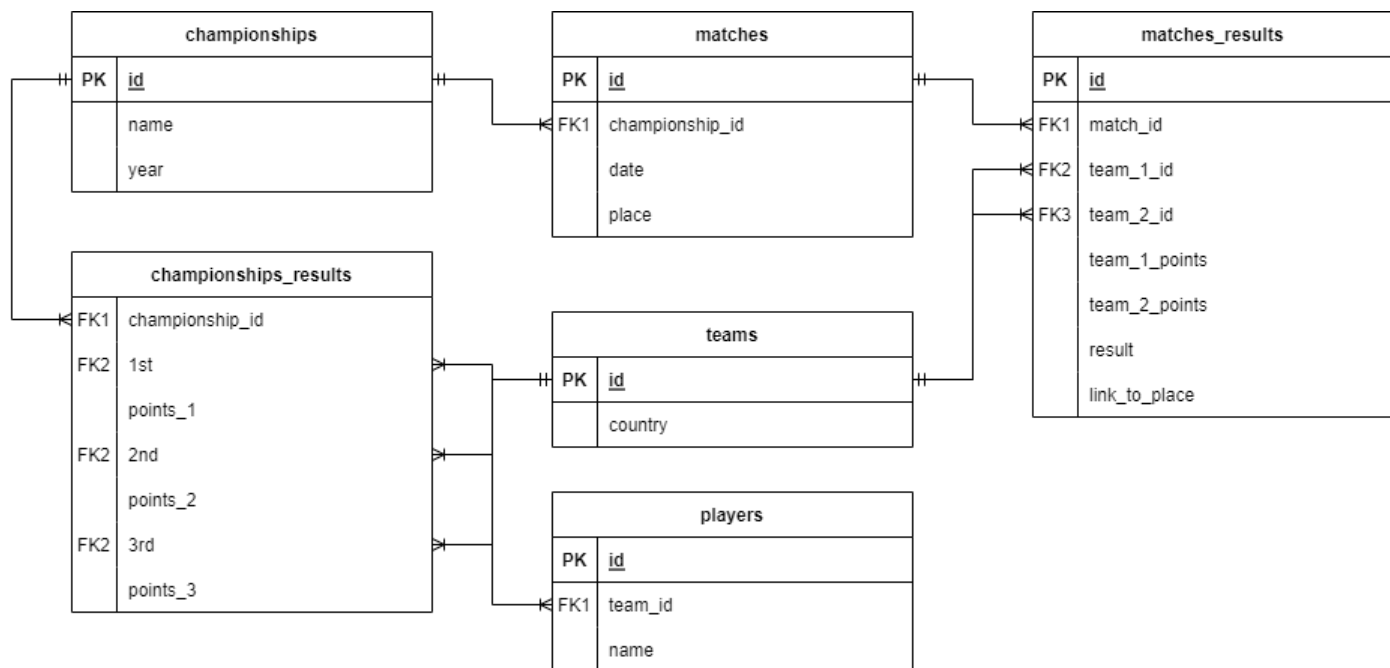 championships
PK id
name
year
matches
PK id
FK1 championship_id
date
place
matches_results
PK id
FK1 match_id
FK2 team_1_id
FK3 team_2_id
team_1_points
team_2_points
result
link_to_place
championships_results
FK1 championship_id
FK2 1st
points_1
FK2 2nd
points_2
FK2 3rd
points_3
teams
PK id
country
players
PK id
FK1 team_id
name